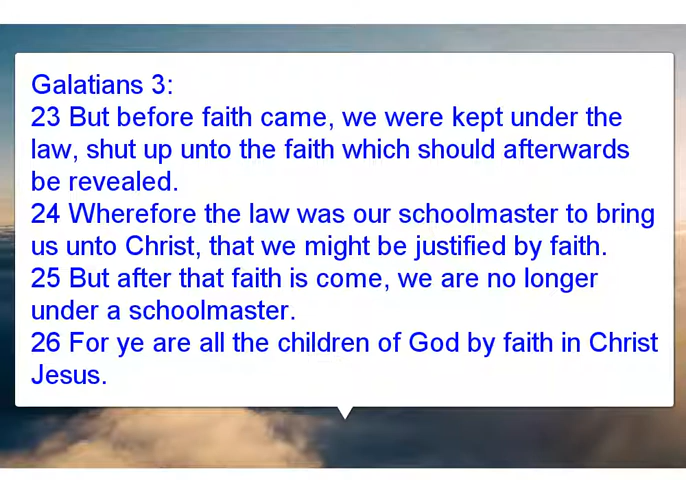 Galatians 3:
23 But before faith came, we were kept under the
law, shut up unto the faith which should afterwards
be revealed.
24 Wherefore the law was our schoolmaster to bring
us unto Christ, that we might be justified by faith.
25 But after that faith is come, we are no longer
under a schoolmaster.
26 For ye are all the children of God by faith in Christ
Jesus.